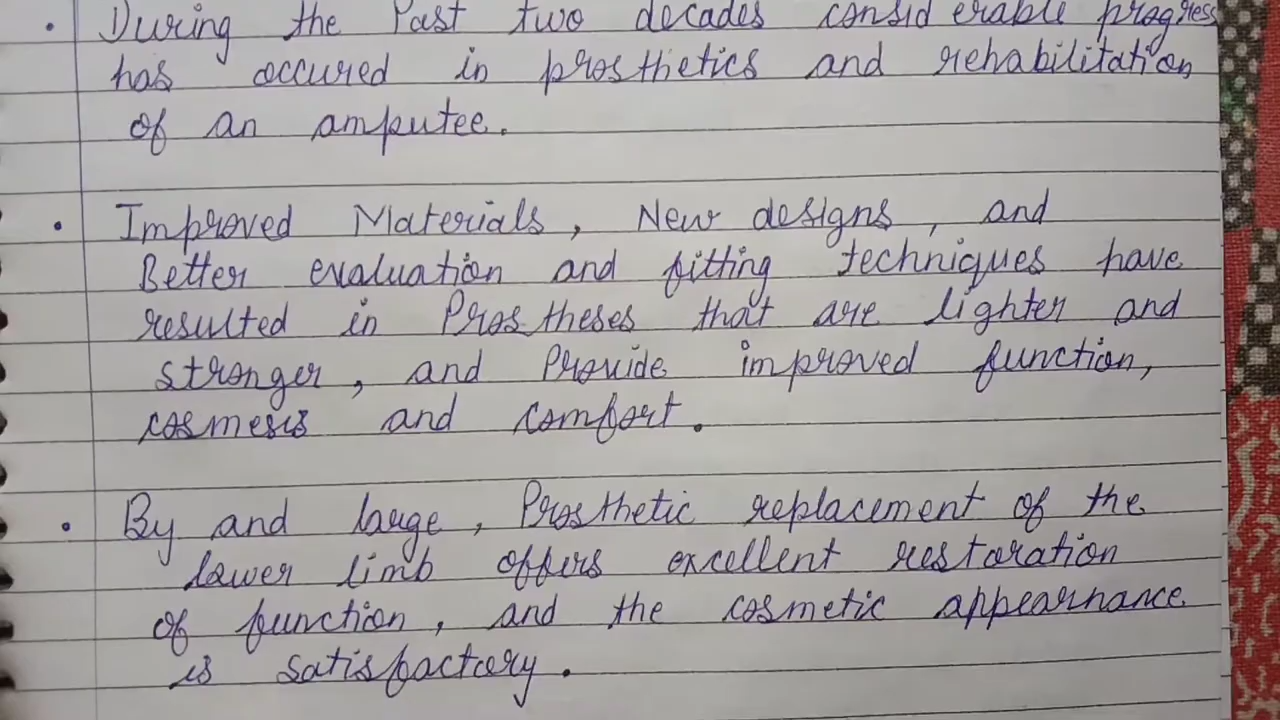 • During the Past two decades considerable progress
has occured in prosthetics and rehabilitation
of an amputee.
• Improved Materials, New designs, and
Better evaluation and fitting techniques have
resulted in Prostheses that are lighter and
stronger, and Provide improved function,
cosmesis and comfort.
• By and large, Prosthetic replacement of the
lower limb offers excellent restoration
of function, and the cosmetic appearnance
is satisfactory.